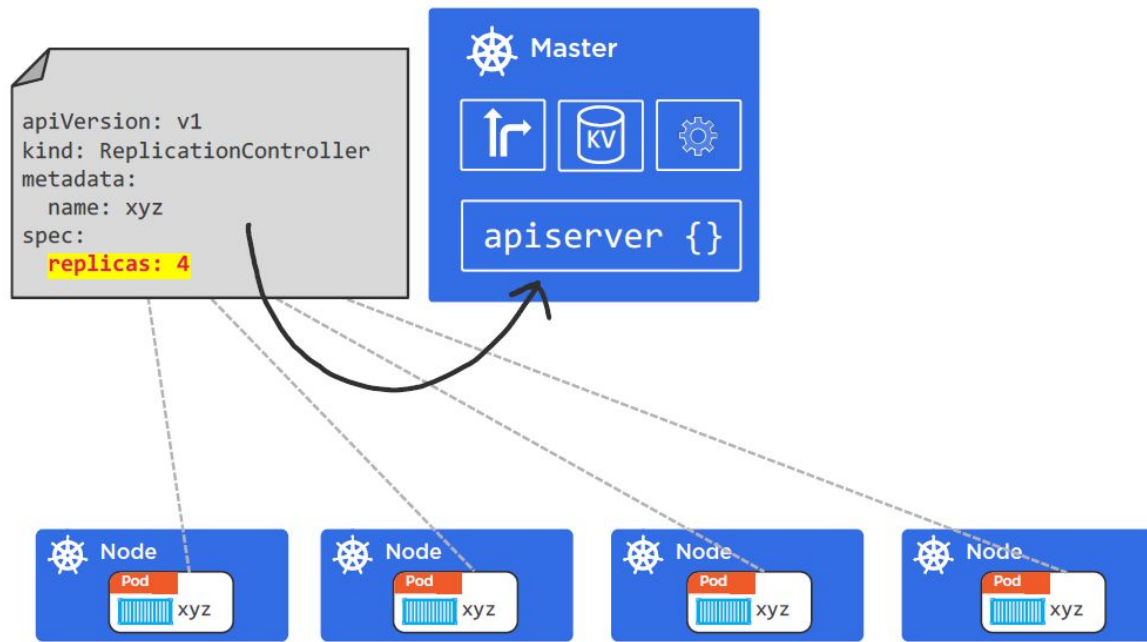 apiVersion: v1
kind: ReplicationController
metadata:
  name: xyz
spec:
  replicas: 4
Master
KV
apiserver {}
Node
Pod
xyz
Node
Pod
xyz
Node
Pod
xyz
Node
Pod
xyz